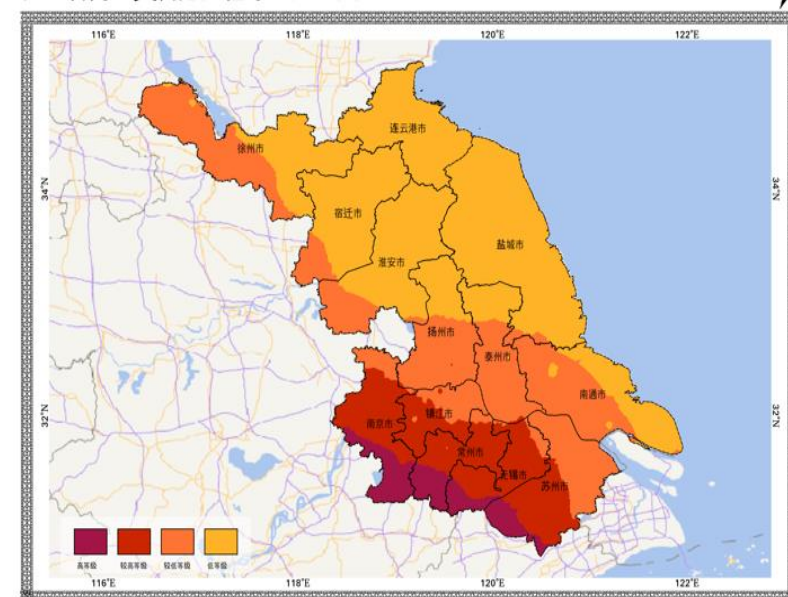 116°E 118°E 120°E 122°E
34°N 34°N
连云港市
徐州市
宿迁市
盐城市
淮安市
扬州市
泰州市
南通市
32°N 32°N
镇江市
南京市
常州市
无锡市
苏州市
高等级 较高等级 较低等级 低等级
116°E 118°E 120°E 122°E